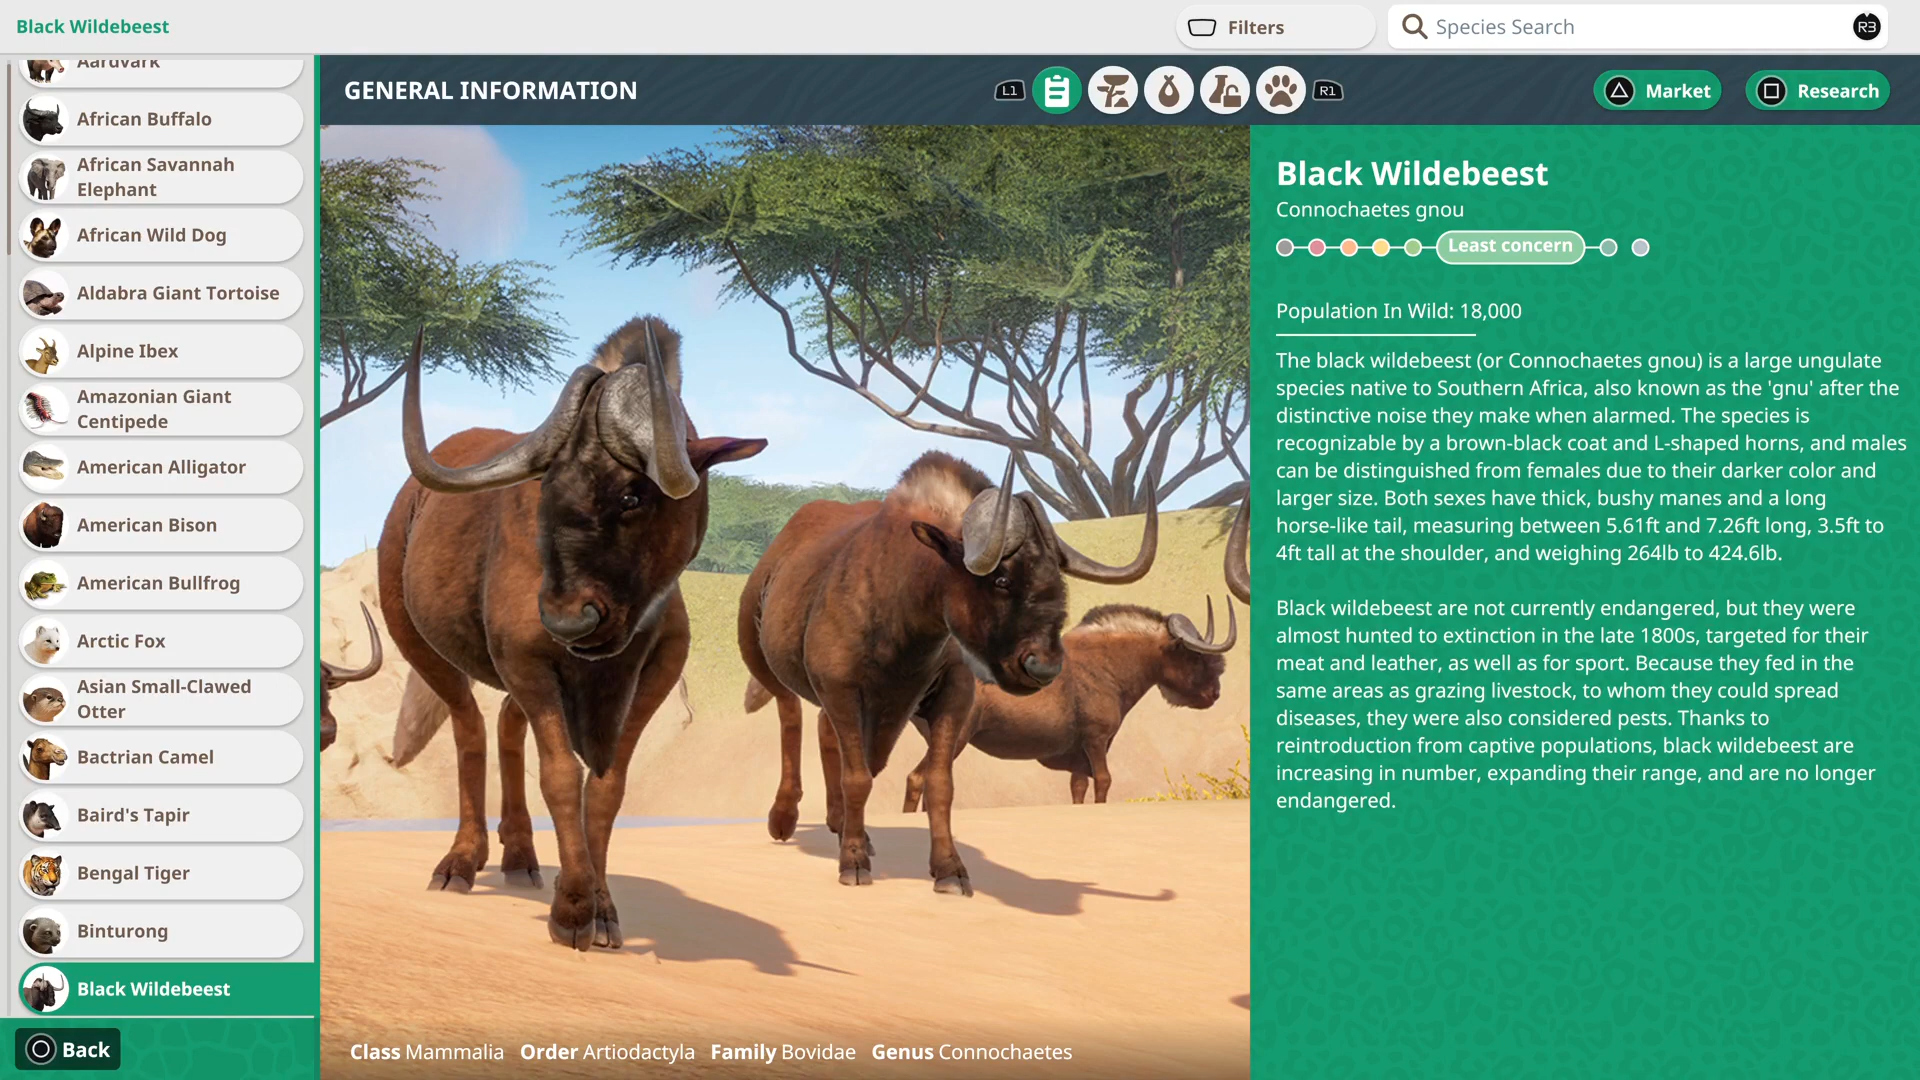 Black Wildebeest
Filters
Species Search
R3
Aardvark
African Buffalo
African Savannah
Elephant
African Wild Dog
Aldabra Giant Tortoise
Alpine Ibex
Amazonian Giant
Centipede
American Alligator
American Bison
American Bullfrog
Arctic Fox
Asian Small-Clawed
Otter
Bactrian Camel
Baird's Tapir
Bengal Tiger
Binturong
Black Wildebeest
Back
GENERAL INFORMATION
L1
R1
Market
Research
Black Wildebeest
Connochaetes gnou
Least concern
Population In Wild: 18,000
The black wildebeest (or Connochaetes gnou) is a large ungulate
species native to Southern Africa, also known as the 'gnu' after the
distinctive noise they make when alarmed. The species is
recognizable by a brown-black coat and L-shaped horns, and males
can be distinguished from females due to their darker color and
larger size. Both sexes have thick, bushy manes and a long
horse-like tail, measuring between 5.61ft and 7.26ft long, 3.5ft to
4ft tall at the shoulder, and weighing 264lb to 424.6lb.
Black wildebeest are not currently endangered, but they were
almost hunted to extinction in the late 1800s, targeted for their
meat and leather, as well as for sport. Because they fed in the
same areas as grazing livestock, to whom they could spread
diseases, they were also considered pests. Thanks to
reintroduction from captive populations, black wildebeest are
increasing in number, expanding their range, and are no longer
endangered.
Class Mammalia Order Artiodactyla Family Bovidae Genus Connochaetes